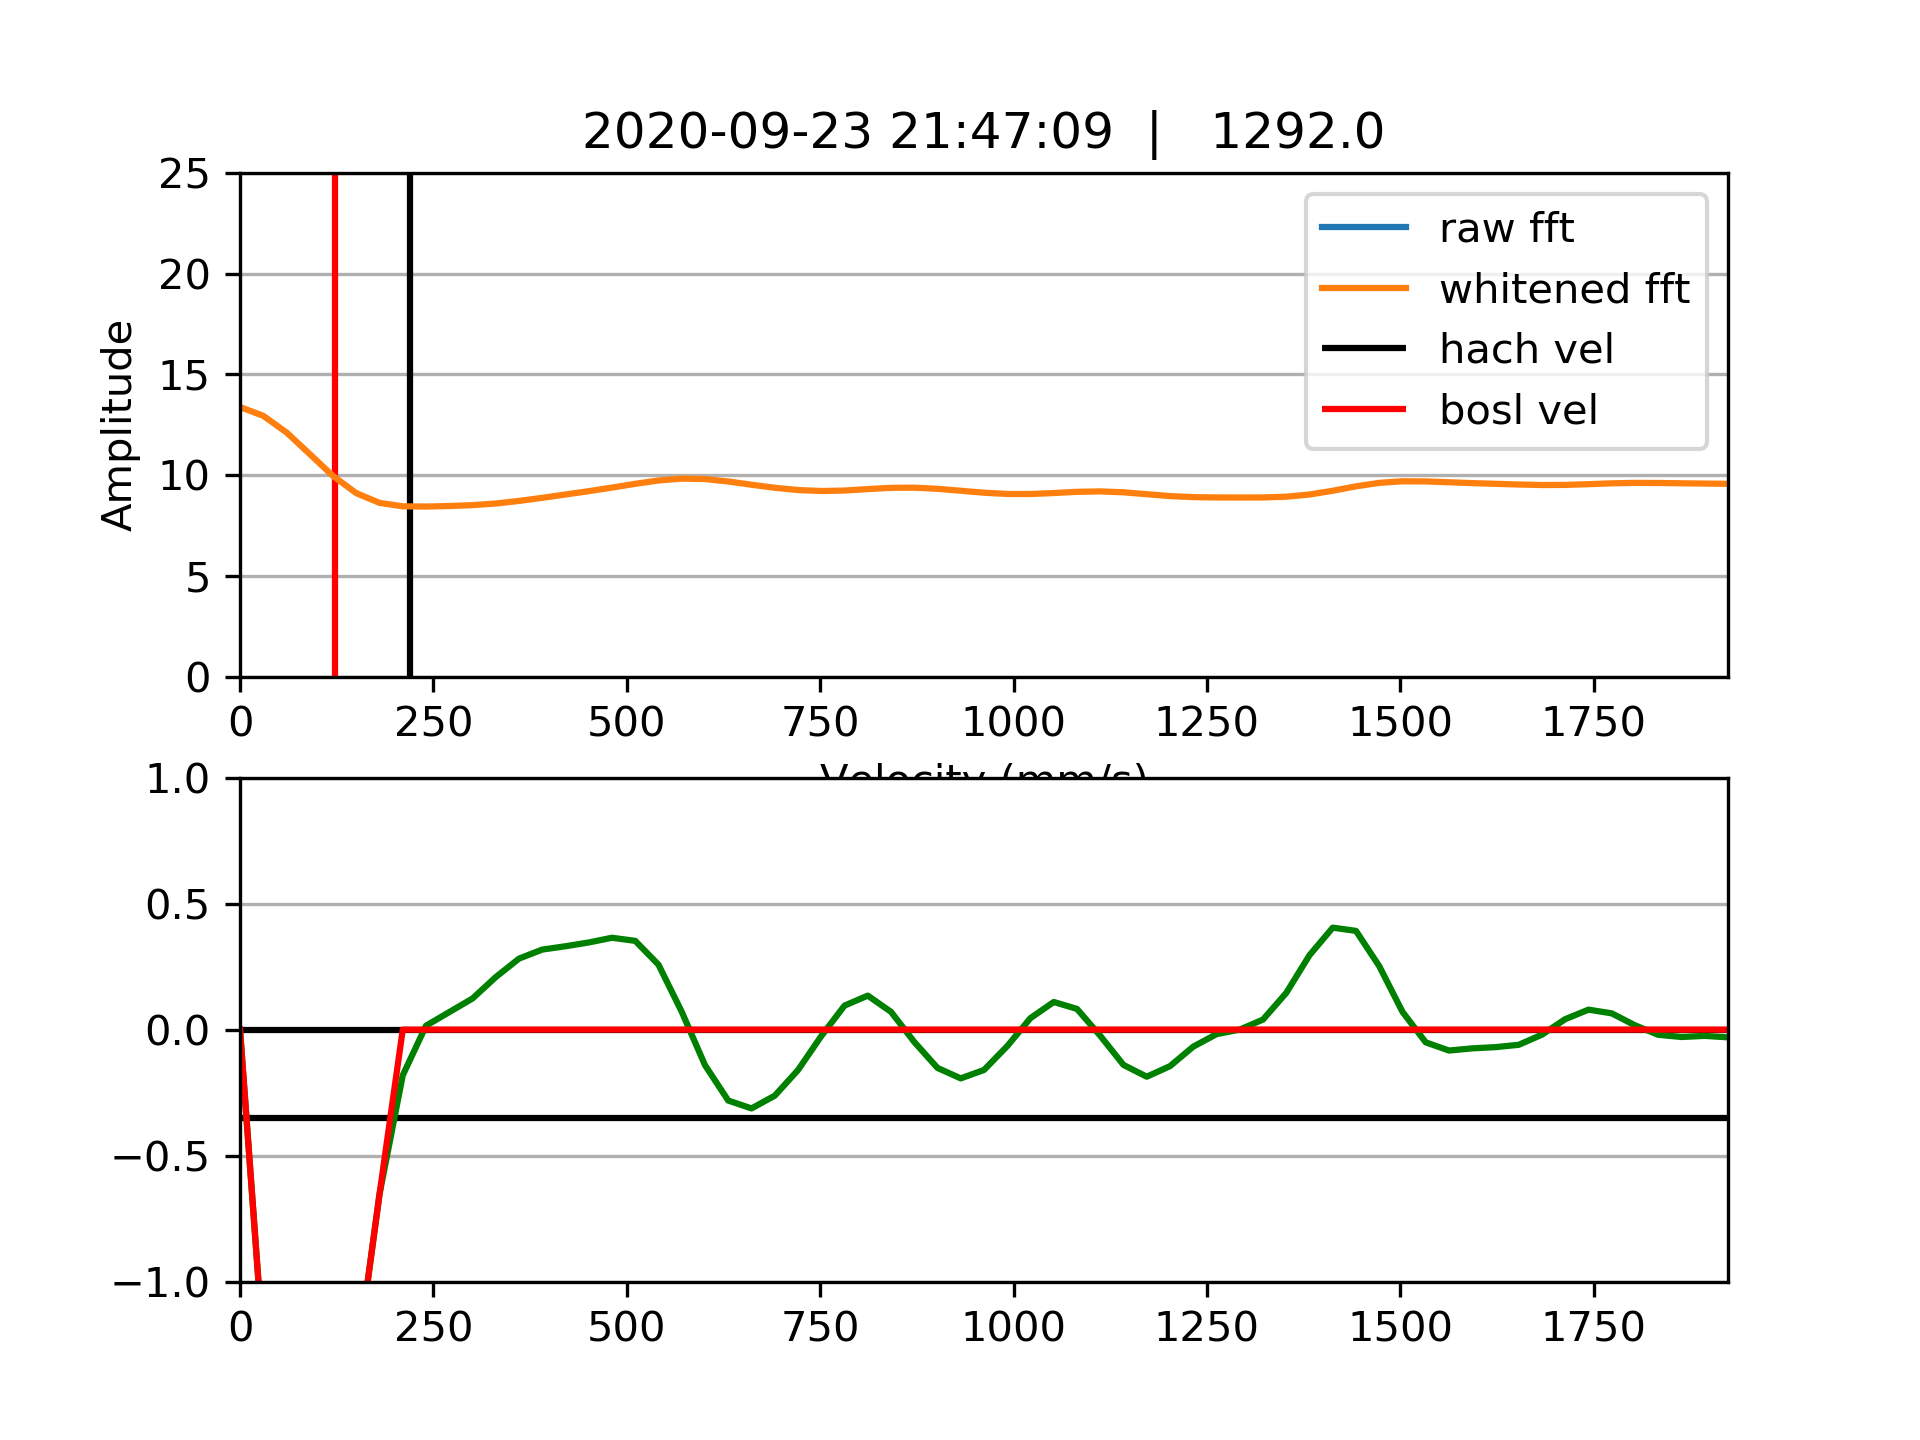 2020-09-23 21:47:09 | 1292.0
25
20
15
10
5
0
Amplitude
raw fft
whitened fft
hach vel
bosl vel
0 250 500 750 1000 1250 1500 1750
Velocity (mm/s)
1.0
0.5
0.0
−0.5
−1.0
0 250 500 750 1000 1250 1500 1750